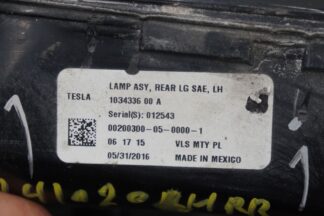 LAMP ASY, REAR LG SAE, LH
TESLA 1034336 00 A
Serial(S): 012543
00200300-05-0000-1
06 17 15 VLS MTY PL
05/31/2016 MADE IN MEXICO